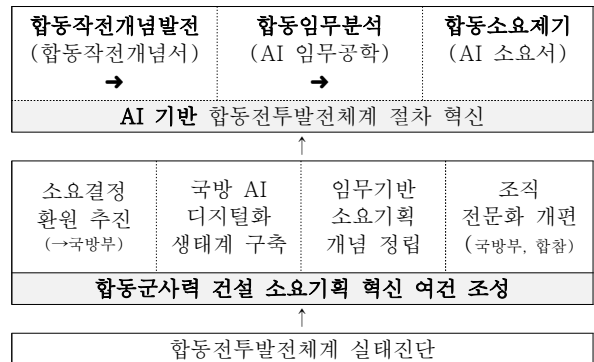 합동작전개념발전 합동임무분석 합동소요제기
(합동작전개념서) (AI 임무공학) (AI 소요서)
➜ ➜
AI 기반 합동전투발전체계 절차 혁신
↑
소요결정 국방 AI 임무기반 조직
환원 추진 디지털화 소요기획 전문화 개편
(→국방부) 생태계 구축 개념 정립 (국방부, 합참)
합동군사력 건설 소요기획 혁신 여건 조성
↑
합동전투발전체계 실태진단